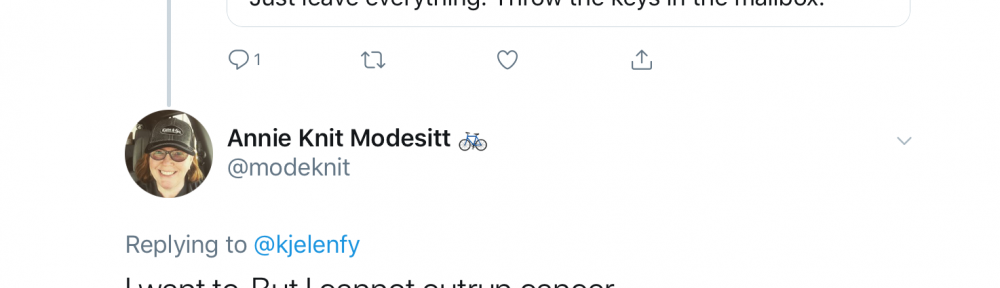 Just leave everything. Throw the keys in the mailbox.
1
Annie Knit Modesitt 🚲
@modeknit
Replying to @kjelenfy
I want to. But I cannot outrun cancer